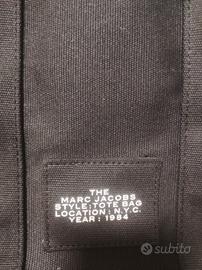 THE
MARC JACOBS
STYLE: TOTE BAG
LOCATION: N.Y.C.
YEAR: 1984
subito